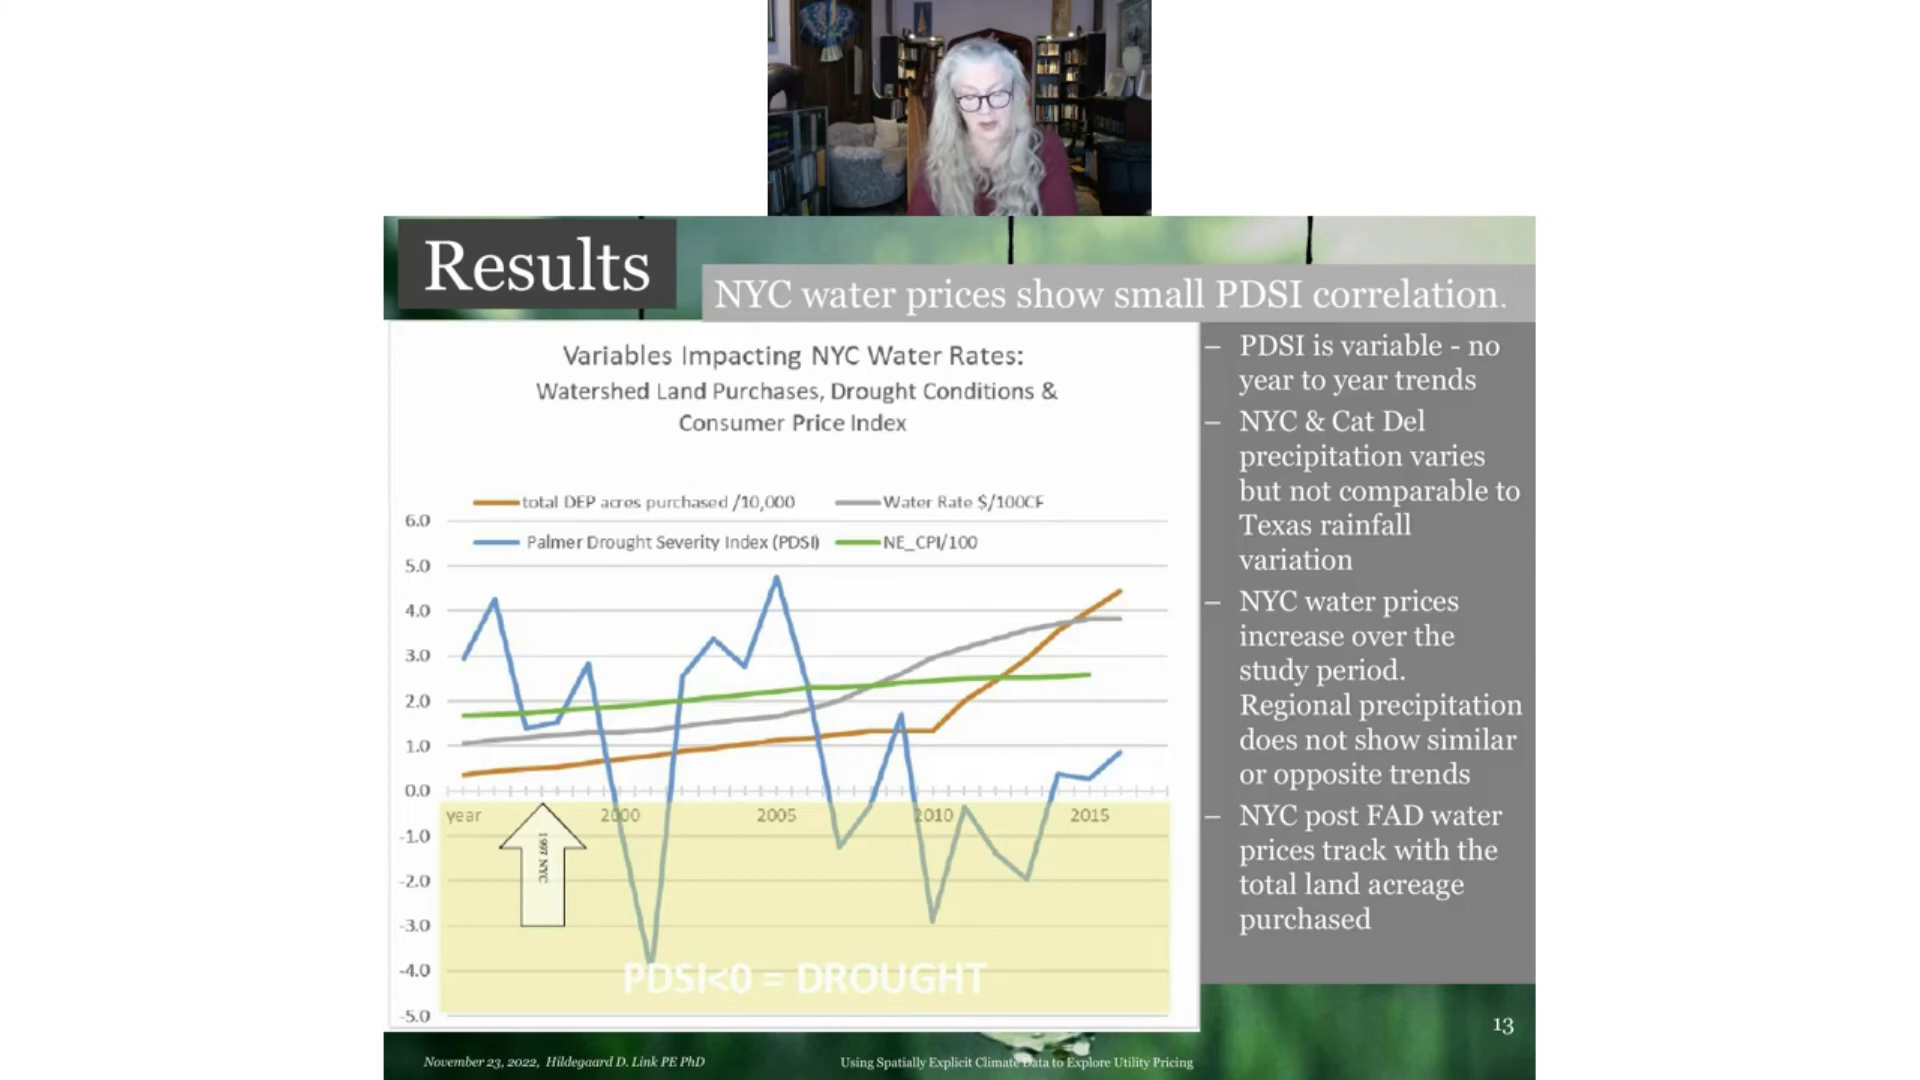 Results
NYC water prices show small PDSI correlation.
Variables Impacting NYC Water Rates:
Watershed Land Purchases, Drought Conditions &
Consumer Price Index
total DEP acres purchased /10,000
Water Rate $/100CF
Palmer Drought Severity Index (PDSI)
NE_CPI/100
6.0
5.0
4.0
3.0
2.0
1.0
0.0
-1.0
-2.0
-3.0
-4.0
-5.0
year
2000
2005
2010
2015
1997 NYC
PDSI<0 = DROUGHT
– PDSI is variable - no
year to year trends
– NYC & Cat Del
precipitation varies
but not comparable to
Texas rainfall
variation
– NYC water prices
increase over the
study period.
Regional precipitation
does not show similar
or opposite trends
– NYC post FAD water
prices track with the
total land acreage
purchased
13
November 23, 2022, Hildegaard D. Link PE PhD
Using Spatially Explicit Climate Data to Explore Utility Pricing